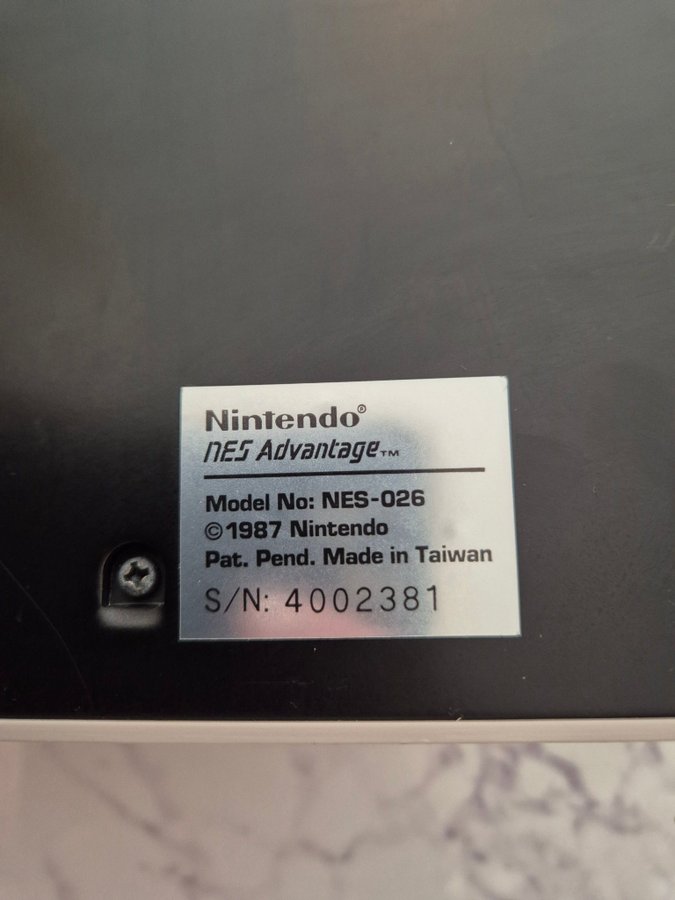 Nintendo®
NES Advantage™
Model No: NES-026
©1987 Nintendo
Pat. Pend. Made in Taiwan
S/N: 4002381